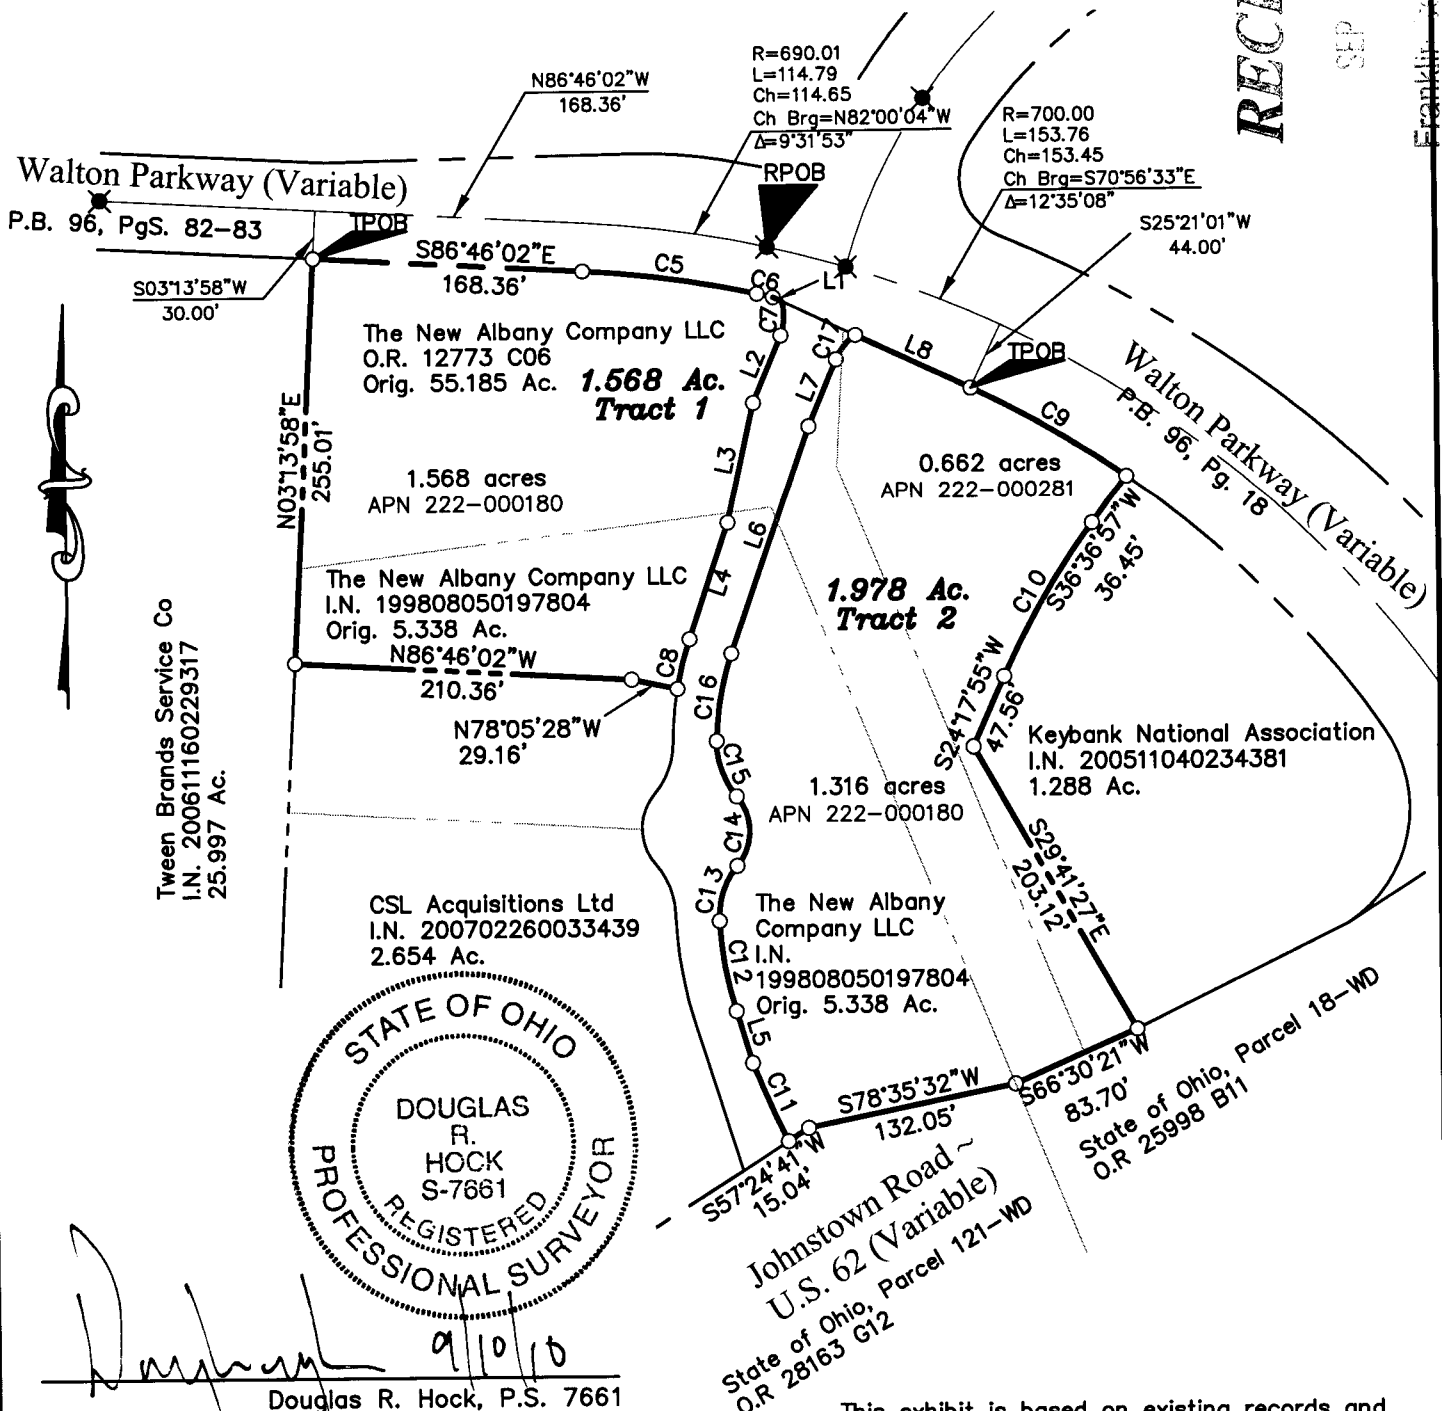 RECE
SEP
Franklin
R=690.01
L=114.79
Ch=114.65
Ch Brg=N82°00'04"W
Δ=9°31'53"
N86°46'02"W
168.36'
R=700.00
L=153.76
Ch=153.45
Ch Brg=S70°56'33"E
Δ=12°35'08"
Walton Parkway (Variable)
P.B. 96, PgS. 82-83
RPOB
TPOB
S25°21'01"W
44.00'
S86°46'02"E
168.36'
C5
C6
L1
C7
C17
L8
TPOB
S03°13'58"W
30.00'
The New Albany Company LLC
O.R. 12773 C06
Orig. 55.185 Ac.
1.568 Ac.
Tract 1
L2
L7
C9
Walton Parkway (Variable)
P.B. 96, Pg. 18
N03°13'58"E
255.01'
1.568 acres
APN 222-000180
L3
L6
0.662 acres
APN 222-000281
S36°36'57"W
36.45'
The New Albany Company LLC
I.N. 199808050197804
Orig. 5.338 Ac.
L4
1.978 Ac.
Tract 2
C10
N86°46'02"W
210.36'
C8
N78°05'28"W
29.16'
C16
S24°17'55"W
47.56'
Tween Brands Service Co
I.N. 200611160229317
25.997 Ac.
Keybank National Association
I.N. 200511040234381
1.288 Ac.
C15
1.316 acres
APN 222-000180
C14
S29°41'27"E
203.12'
C13
CSL Acquisitions Ltd
I.N. 200702260033439
2.654 Ac.
The New Albany
Company LLC
I.N.
199808050197804
Orig. 5.338 Ac.
C12
L5
C11
STATE OF OHIO
DOUGLAS
R.
HOCK
S-7661
REGISTERED
PROFESSIONAL SURVEYOR
S78°35'32"W
132.05'
S66°30'21"W
83.70'
State of Ohio, Parcel 18-WD
O.R 25998 B11
S57°24'41"W
15.04'
Johnstown Road ~
U.S. 62 (Variable)
State of Ohio, Parcel 121-WD
O.R 28163 G12
9/10/10
Douglas R. Hock, P.S. 7661
This exhibit is based on existing records and